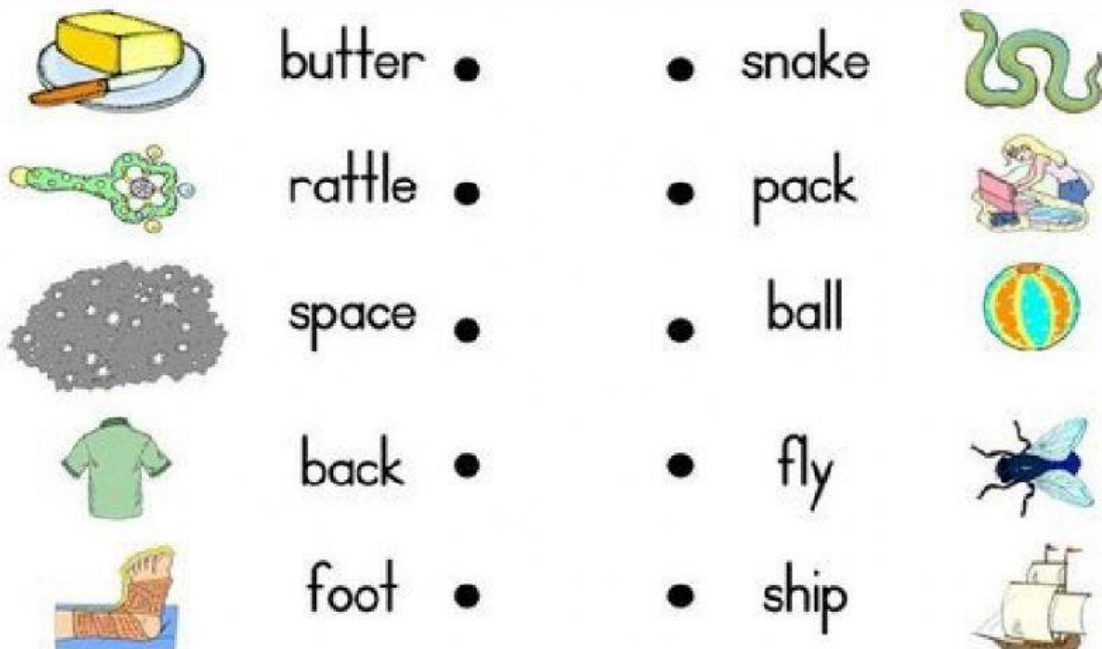 butter snake
rattle pack
space ball
back fly
foot ship